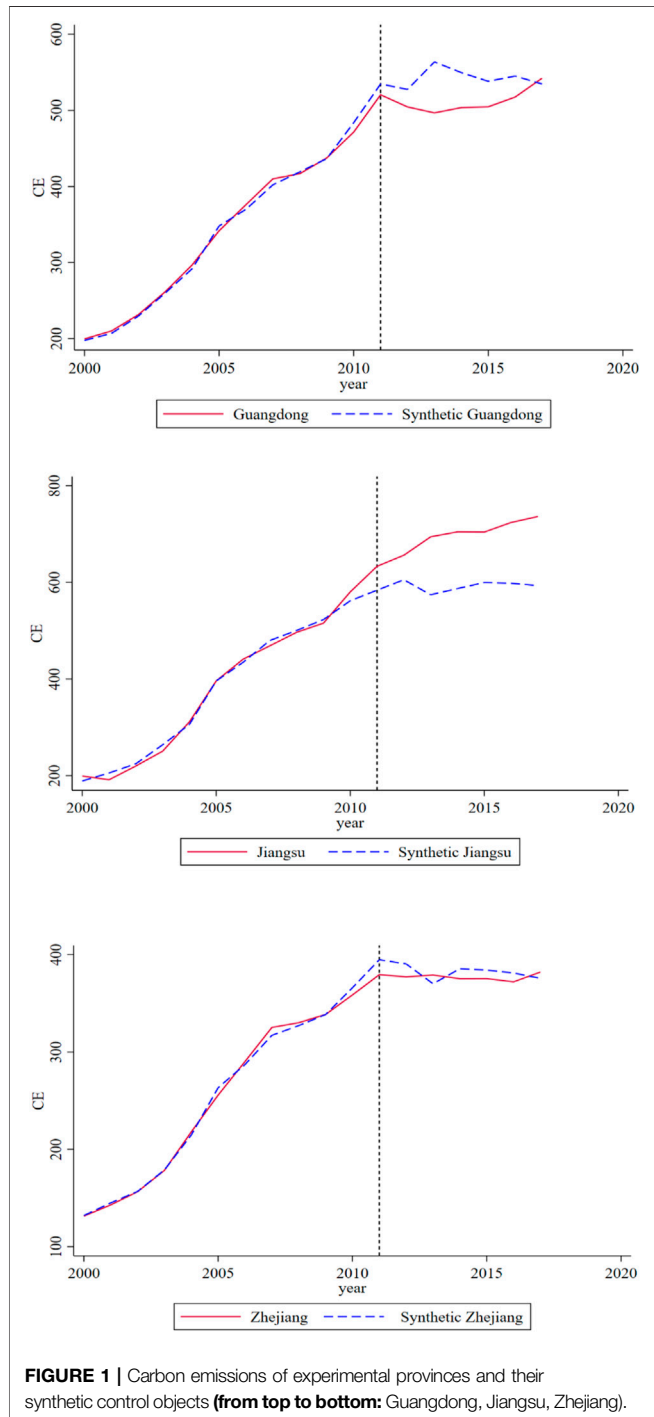 600
500
CE
400
300
200
2000 2005 2010 2015 2020
year
Guangdong Synthetic Guangdong
800
600
CE
400
200
2000 2005 2010 2015 2020
year
Jiangsu Synthetic Jiangsu
400
300
CE
200
100
2000 2005 2010 2015 2020
year
Zhejiang Synthetic Zhejiang
FIGURE 1 | Carbon emissions of experimental provinces and their
synthetic control objects (from top to bottom: Guangdong, Jiangsu, Zhejiang).